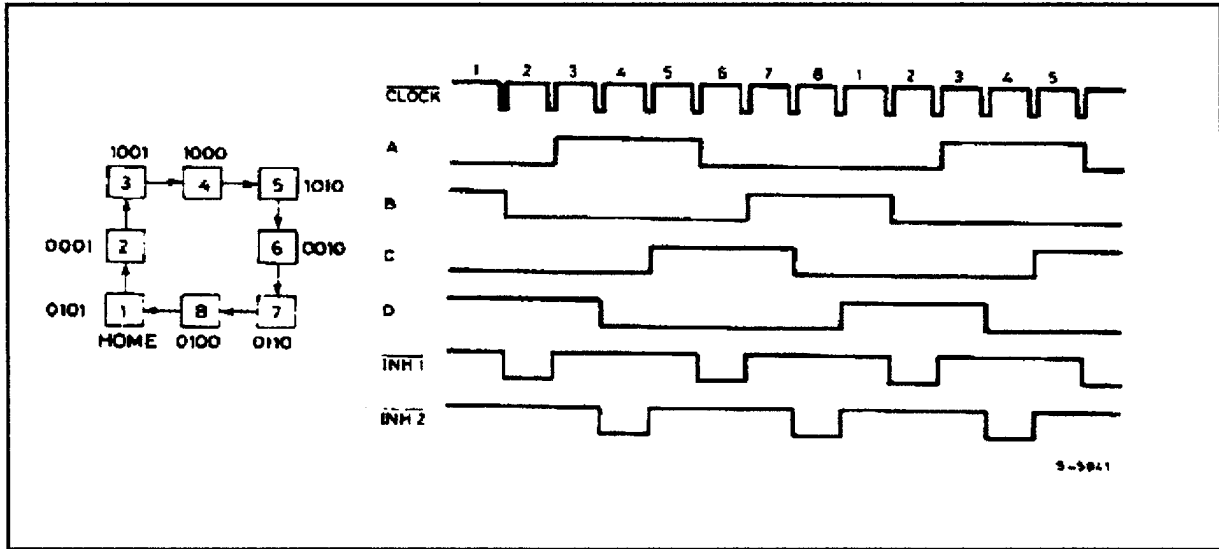 1001 1000
3 4 5 1010
0001 2 6 0010
0101 1 8 7
HOME 0100 0110
1 2 3 4 5 6 7 8 1 2 3 4 5
CLOCK
A
B
C
D
INH 1
INH 2
S-5841